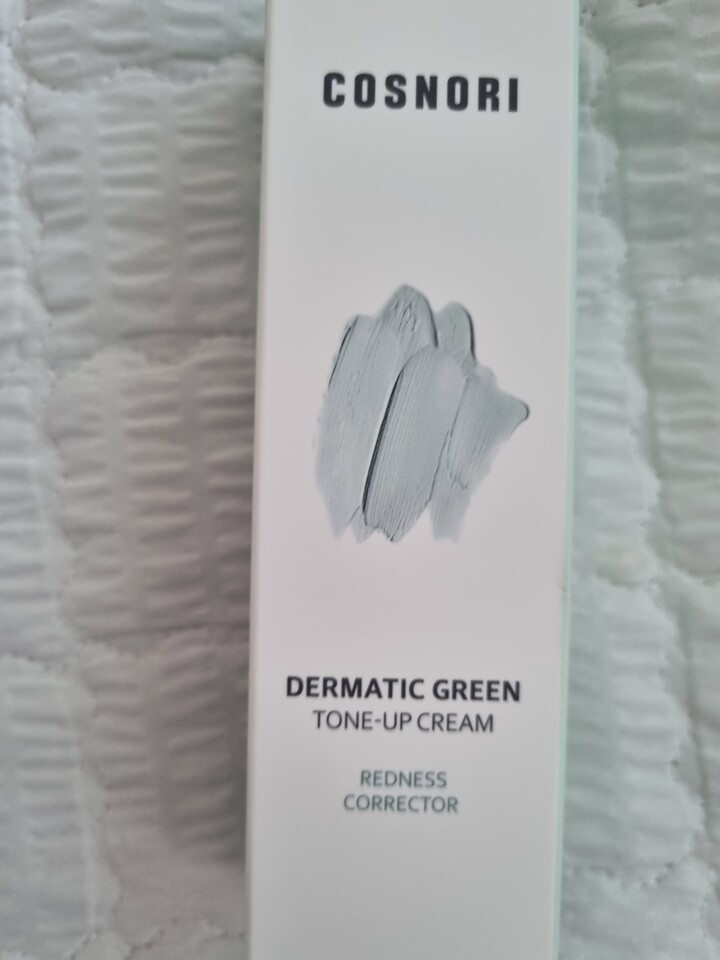 COSNORI
DERMATIC GREEN
TONE-UP CREAM
REDNESS
CORRECTOR